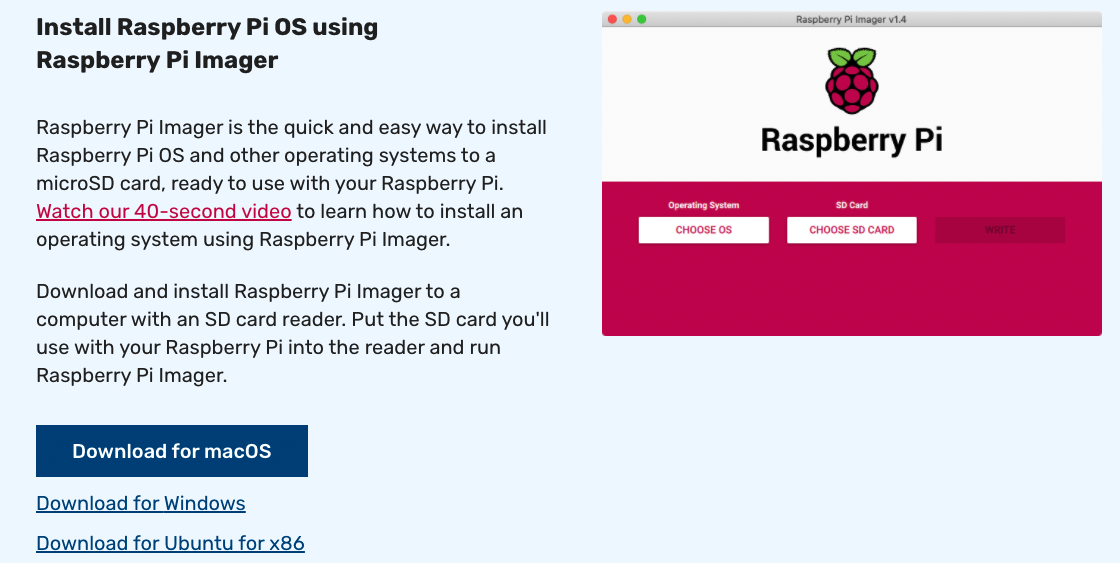 Install Raspberry Pi OS using
Raspberry Pi Imager
Raspberry Pi Imager is the quick and easy way to install
Raspberry Pi OS and other operating systems to a
microSD card, ready to use with your Raspberry Pi.
Watch our 40-second video to learn how to install an
operating system using Raspberry Pi Imager.
Download and install Raspberry Pi Imager to a
computer with an SD card reader. Put the SD card you'll
use with your Raspberry Pi into the reader and run
Raspberry Pi Imager.
Download for macOS
Download for Windows
Download for Ubuntu for x86
Raspberry Pi Imager v1.4
Raspberry Pi
Operating System
SD Card
CHOOSE OS
CHOOSE SD CARD
WRITE